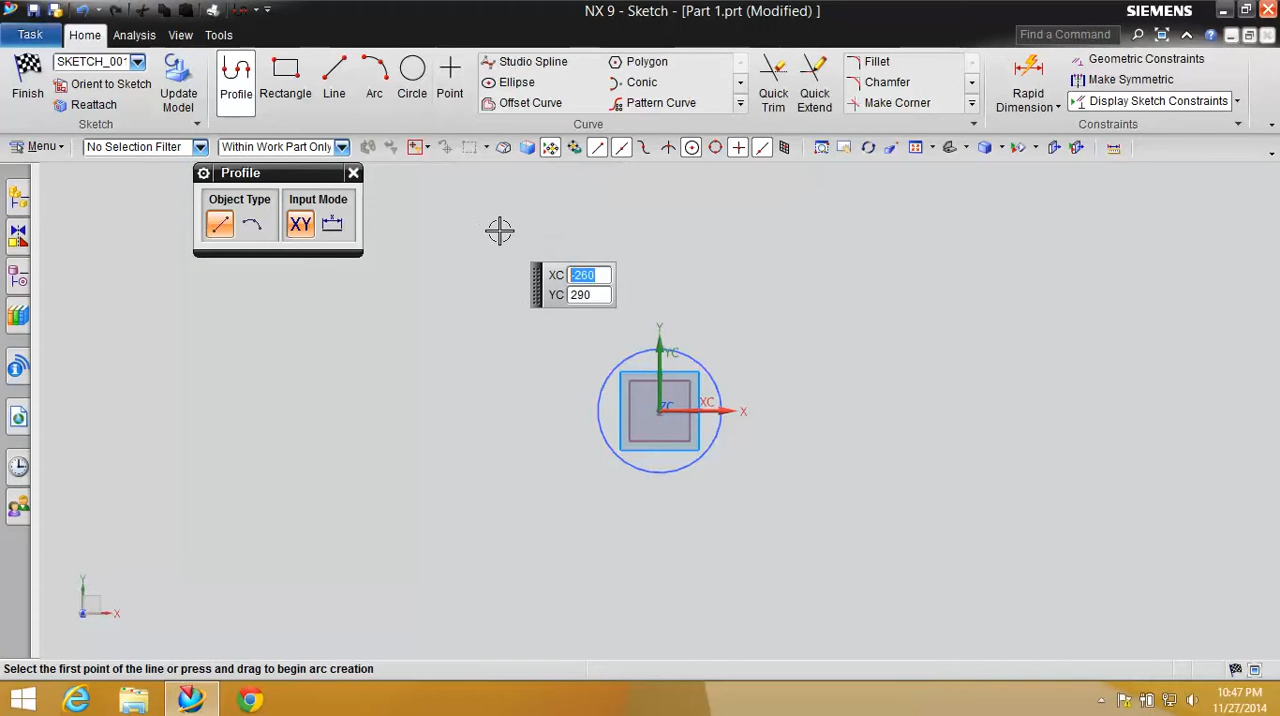 NX 9 - Sketch - [Part 1.prt (Modified) ]
SIEMENS
Task
Home
Analysis
View
Tools
Find a Command
Finish
SKETCH_00
Orient to Sketch
Reattach
Update Model
Sketch
Profile
Rectangle
Line
Arc
Circle
Point
Studio Spline
Ellipse
Offset Curve
Polygon
Conic
Pattern Curve
Quick Trim
Quick Extend
Fillet
Chamfer
Make Corner
Curve
Rapid Dimension
Geometric Constraints
Make Symmetric
Display Sketch Constraints
Constraints
Menu
No Selection Filter
Within Work Part Only
Profile
Object Type
Input Mode
XY
XC -260
YC 290
Y
YC
ZC
XC
X
Y
X
Select the first point of the line or press and drag to begin arc creation
10:47 PM
11/27/2014